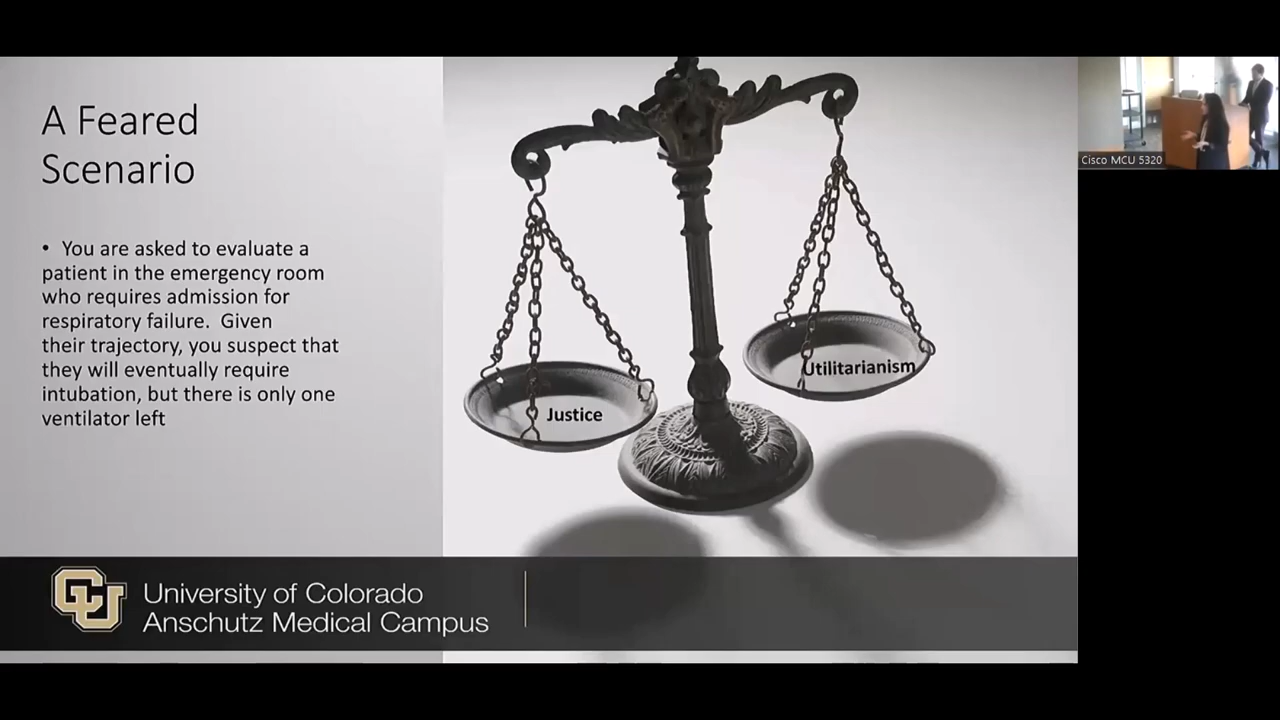 A Feared
Scenario
• You are asked to evaluate a
patient in the emergency room
who requires admission for
respiratory failure. Given
their trajectory, you suspect that
they will eventually require
intubation, but there is only one
ventilator left
Justice
Utilitarianism
Cisco MCU 5320
CU
University of Colorado
Anschutz Medical Campus